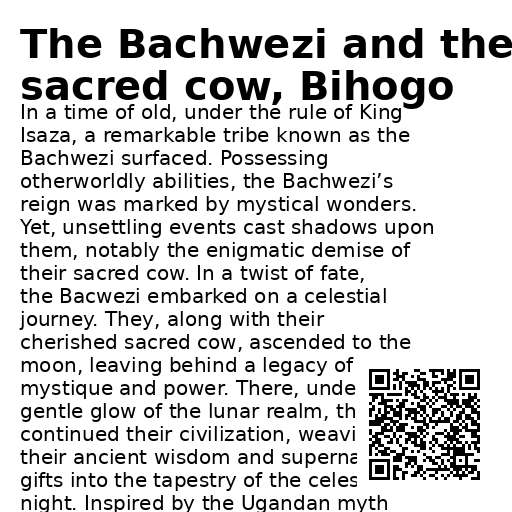 The Bachwezi and the
sacred cow, Bihogo
In a time of old, under the rule of King
Isaza, a remarkable tribe known as the
Bachwezi surfaced. Possessing
otherworldly abilities, the Bachwezi’s
reign was marked by mystical wonders.
Yet, unsettling events cast shadows upon
them, notably the enigmatic demise of
their sacred cow. In a twist of fate,
the Bacwezi embarked on a celestial
journey. They, along with their
cherished sacred cow, ascended to the
moon, leaving behind a legacy of
mystique and power. There, unde
gentle glow of the lunar realm, th
continued their civilization, weavi
their ancient wisdom and superna
gifts into the tapestry of the celes
night. Inspired by the Ugandan myth